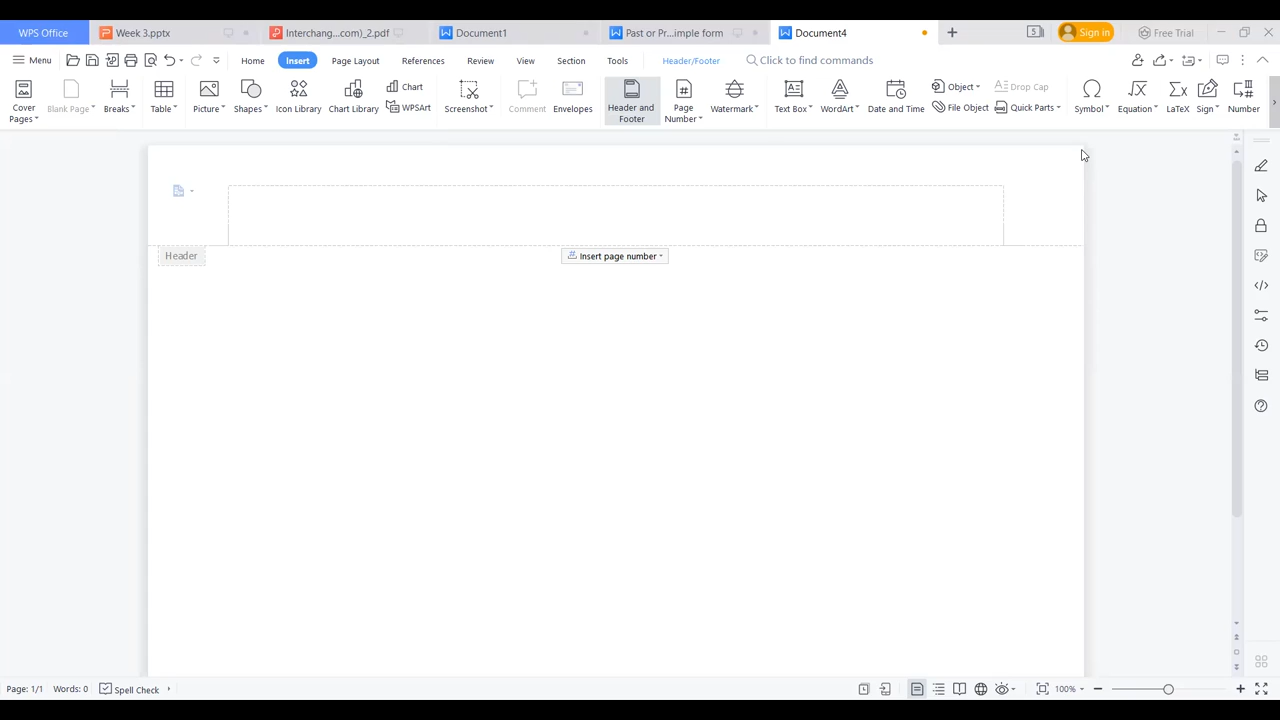 WPS Office Week 3.pptx Interchang...com)_2.pdf Document1 Past or Pr...imple form Document4 Sign in Free Trial
Menu Home Insert Page Layout References Review View Section Tools Header/Footer Click to find commands
Cover Pages Blank Page Breaks Table Picture Shapes Icon Library Chart Library Chart WPSArt Screenshot Comment Envelopes Header and Footer Page Number Watermark Text Box WordArt Date and Time Object File Object Drop Cap Quick Parts Symbol Equation LaTeX Sign Number
Header Insert page number
Page: 1/1 Words: 0 Spell Check 100%